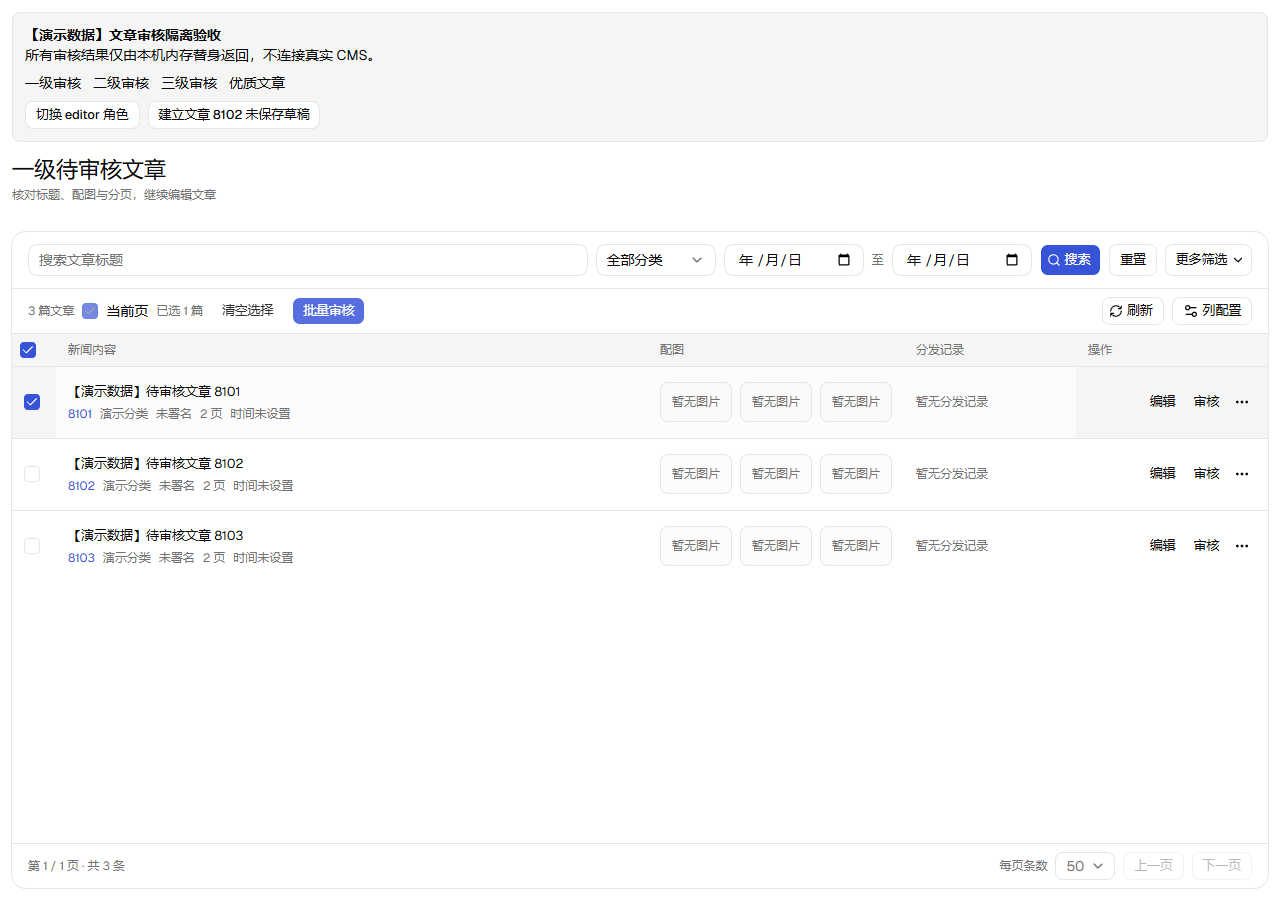 【演示数据】文章审核隔离验收
所有审核结果仅由本机内存替身返回，不连接真实 CMS。
一级审核 二级审核 三级审核 优质文章
切换 editor 角色 建立文章 8102 未保存草稿
一级待审核文章
核对标题、配图与分页，继续编辑文章
搜索文章标题 全部分类 年 /月/日 至 年 /月/日 搜索 重置 更多筛选
3 篇文章 当前页 已选 1 篇 清空选择 批量审核 刷新 列配置
新闻内容 配图 分发记录 操作
【演示数据】待审核文章 8101
8101 演示分类 未署名 2 页 时间未设置 暂无图片 暂无图片 暂无图片 暂无分发记录 编辑 审核 ···
【演示数据】待审核文章 8102
8102 演示分类 未署名 2 页 时间未设置 暂无图片 暂无图片 暂无图片 暂无分发记录 编辑 审核 ···
【演示数据】待审核文章 8103
8103 演示分类 未署名 2 页 时间未设置 暂无图片 暂无图片 暂无图片 暂无分发记录 编辑 审核 ···
第 1 / 1 页 · 共 3 条 每页条数 50 上一页 下一页